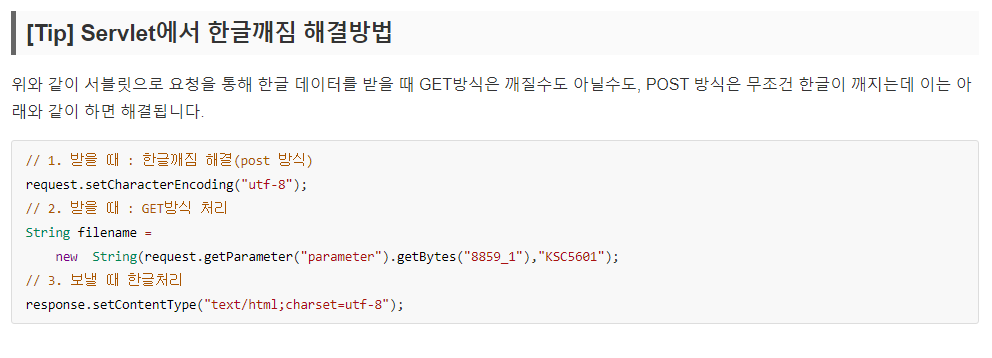 [Tip] Servlet에서 한글깨짐 해결방법
위와 같이 서블릿으로 요청을 통해 한글 데이터를 받을 때 GET방식은 깨질수도 아닐수도, POST 방식은 무조건 한글이 깨지는데 이는 아
래와 같이 하면 해결됩니다.
// 1. 받을 때 : 한글깨짐 해결(post 방식)
request.setCharacterEncoding("utf-8");
// 2. 받을 때 : GET방식 처리
String filename =
    new  String(request.getParameter("parameter").getBytes("8859_1"),"KSC5601");
// 3. 보낼 때 한글처리
response.setContentType("text/html;charset=utf-8");